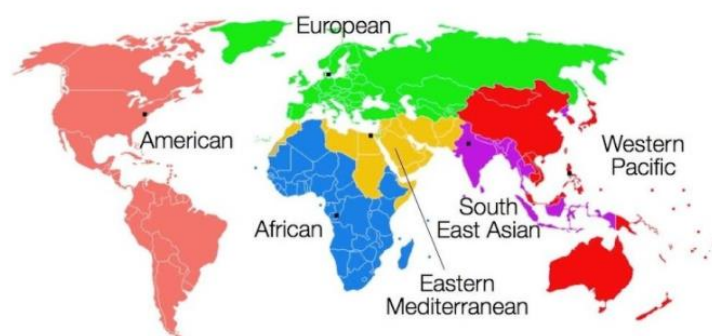 European
American
Western
Pacific
African
South
East Asian
Eastern
Mediterranean